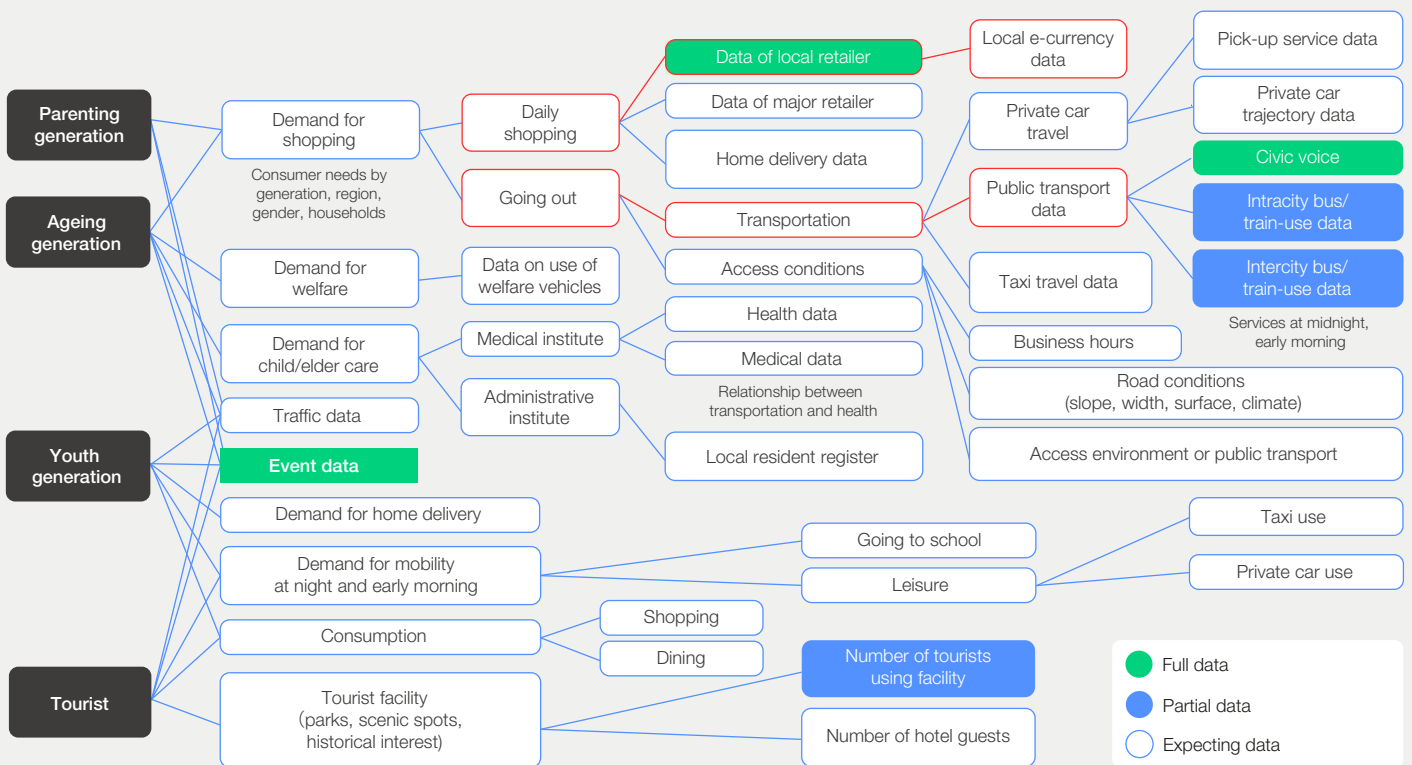 Parenting
generation
Ageing
generation
Youth
generation
Tourist
Demand for
shopping
Consumer needs by
generation, region,
gender, households
Demand for
welfare
Demand for
child/elder care
Traffic data
Event data
Demand for home delivery
Demand for mobility
at night and early morning
Consumption
Tourist facility
(parks, scenic spots,
historical interest)
Daily
shopping
Going out
Data on use of
welfare vehicles
Medical institute
Administrative
institute
Shopping
Dining
Data of local retailer
Data of major retailer
Home delivery data
Transportation
Access conditions
Health data
Medical data
Relationship between
transportation and health
Local resident register
Going to school
Leisure
Number of tourists
using facility
Number of hotel guests
Local e-currency
data
Private car
travel
Public transport
data
Taxi travel data
Business hours
Road conditions
(slope, width, surface, climate)
Access environment or public transport
Pick-up service data
Private car
trajectory data
Civic voice
Intracity bus/
train-use data
Intercity bus/
train-use data
Services at midnight,
early morning
Taxi use
Private car use
Full data
Partial data
Expecting data